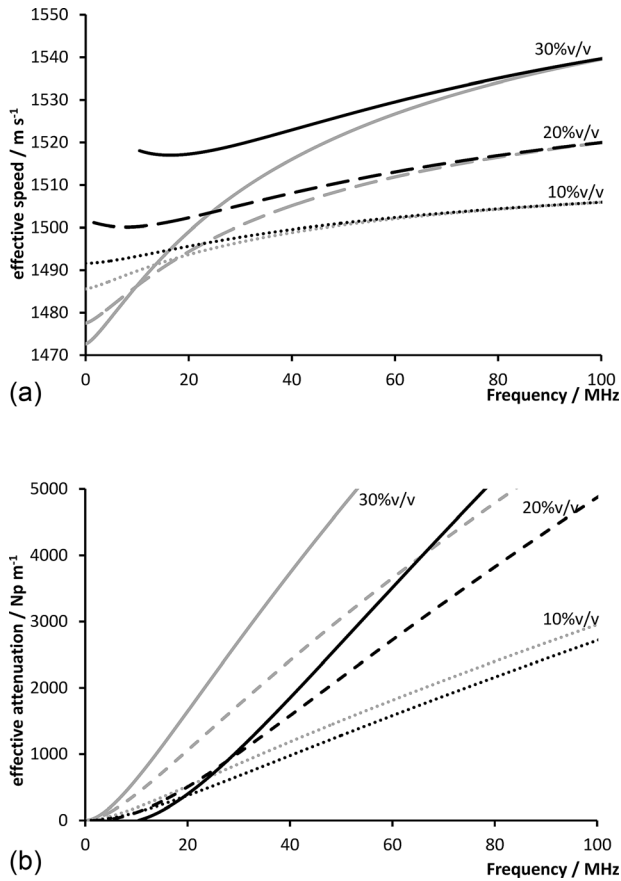 1550
1540
1530
1520
1510
1500
1490
1480
1470
effective speed / m s⁻¹
30%v/v
20%v/v
10%v/v
0 20 40 60 80 100
Frequency / MHz
(a)
5000
4000
3000
2000
1000
0
effective attenuation / Np m⁻¹
30%v/v
20%v/v
10%v/v
0 20 40 60 80 100
Frequency / MHz
(b)